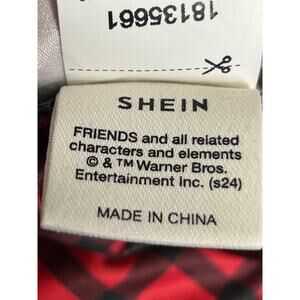 18135661
SHEIN
FRIENDS and all related
characters and elements
© & ™ Warner Bros.
Entertainment Inc. (s24)
MADE IN CHINA